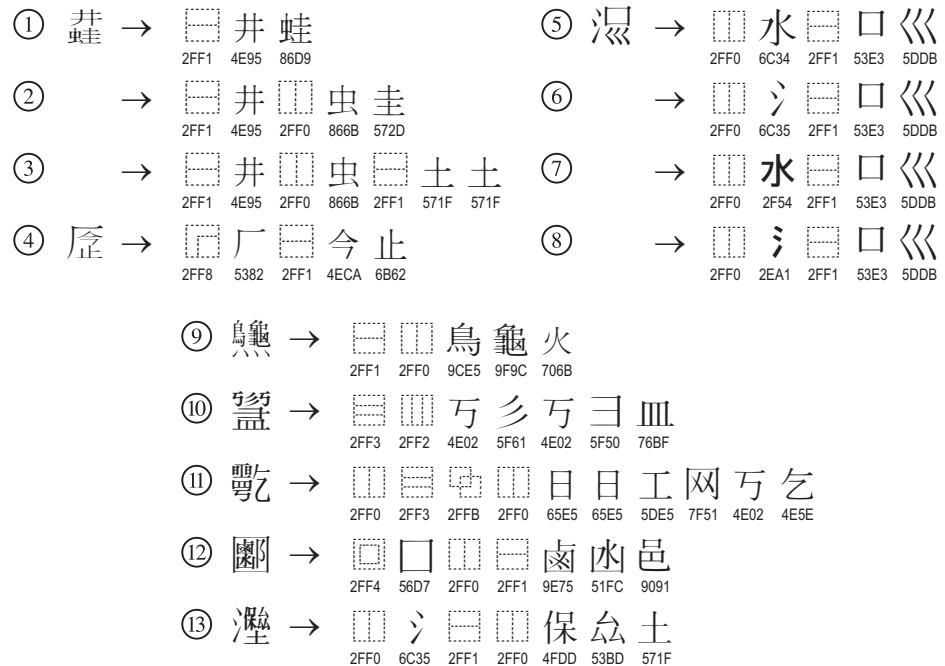 ① → ⿱ 井 蛙
2FF1 4E95 86D9
② → ⿱ 井 ⿰ 虫 圭
2FF1 4E95 2FF0 866B 572D
③ → ⿱ 井 ⿰ 虫 ⿱ 土 土
2FF1 4E95 2FF0 866B 2FF1 571F 571F
④ → ⿸ 厂 ⿱ 今 止
2FF8 5382 2FF1 4ECA 6B62
⑤ → ⿰ 水 ⿱ 口 巛
2FF0 6C34 2FF1 53E3 5DDB
⑥ → ⿰ 氵 ⿱ 口 巛
2FF0 6C35 2FF1 53E3 5DDB
⑦ → ⿰ ⽔ ⿱ 口 巛
2FF0 2F54 2FF1 53E3 5DDB
⑧ → ⿰ ⺡ ⿱ 口 巛
2FF0 2EA1 2FF1 53E3 5DDB
⑨ → ⿱ ⿰ 鳥 龜 火
2FF1 2FF0 9CE5 9F9C 706B
⑩ → ⿳ ⿲ 丂 彡 丂 彐 皿
2FF3 2FF2 4E02 5F61 4E02 5F50 76BF
⑪ → ⿰ ⿳ ⿻ ⿰ 日 日 工 网 丂 乞
2FF0 2FF3 2FFB 2FF0 65E5 65E5 5DE5 7F51 4E02 4E5E
⑫ → ⿴ 囗 ⿰ ⿱ 鹵 凼 邑
2FF4 56D7 2FF0 2FF1 9E75 51FC 9091
⑬ → ⿰ 氵 ⿱ ⿰ 保 厽 土
2FF0 6C35 2FF1 2FF0 4FDD 53BD 571F